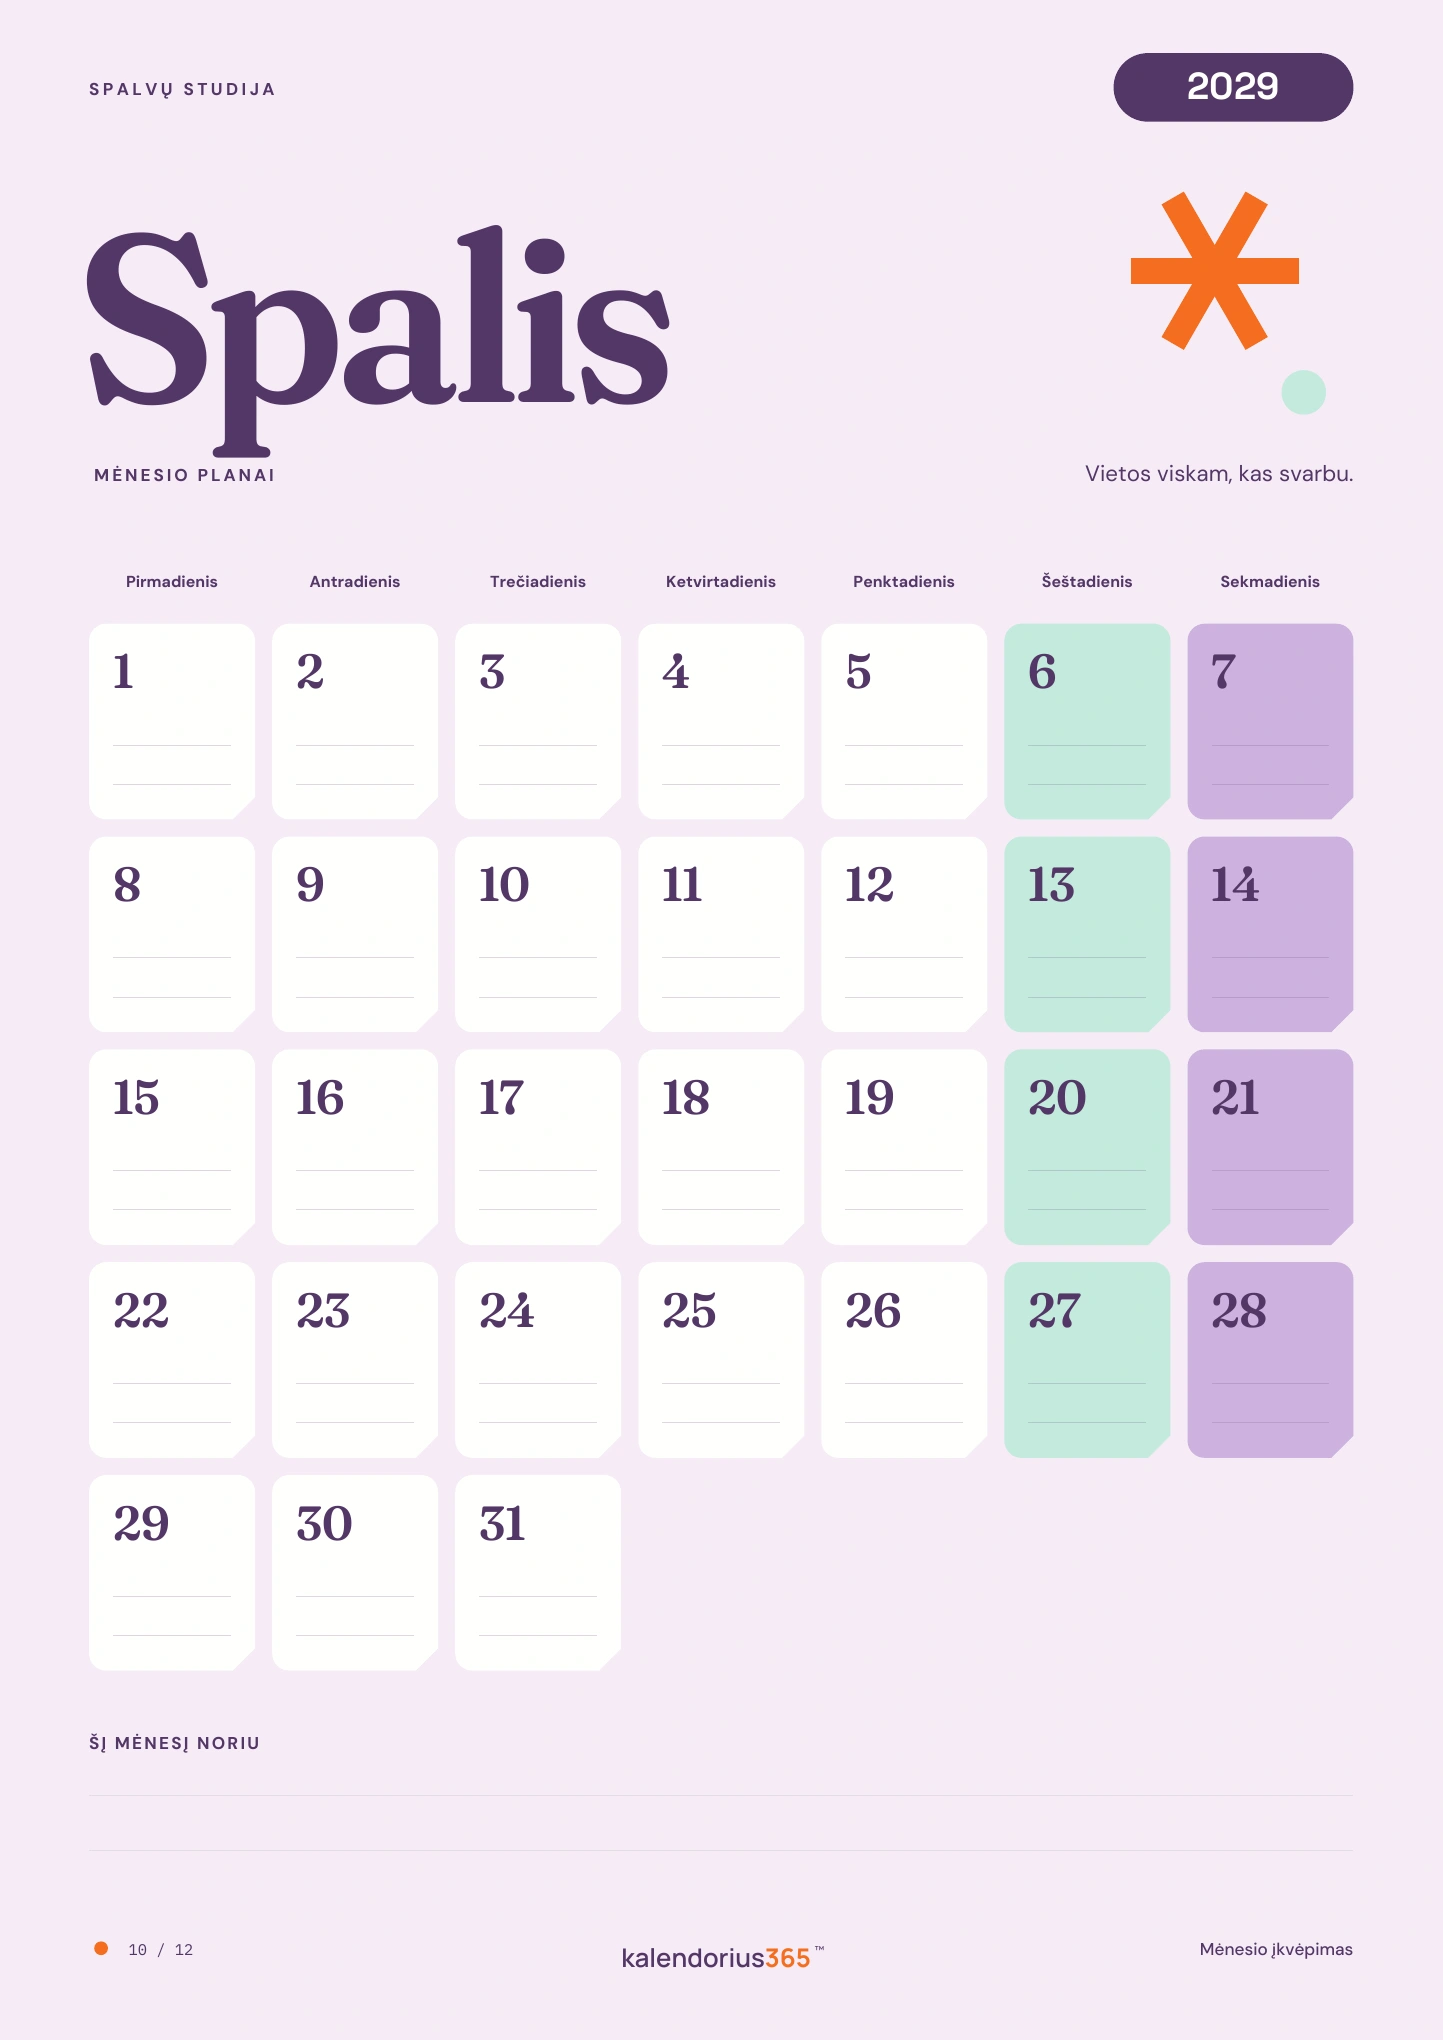 SPALVŲ STUDIJA
2029
Spalis
MĖNESIO PLANAI
Vietos viskam, kas svarbu.
Pirmadienis Antradienis Trečiadienis Ketvirtadienis Penktadienis Šeštadienis Sekmadienis
1 2 3 4 5 6 7
8 9 10 11 12 13 14
15 16 17 18 19 20 21
22 23 24 25 26 27 28
29 30 31
ŠĮ MĖNESĮ NORIU
10 / 12
kalendorius365™
Mėnesio įkvėpimas